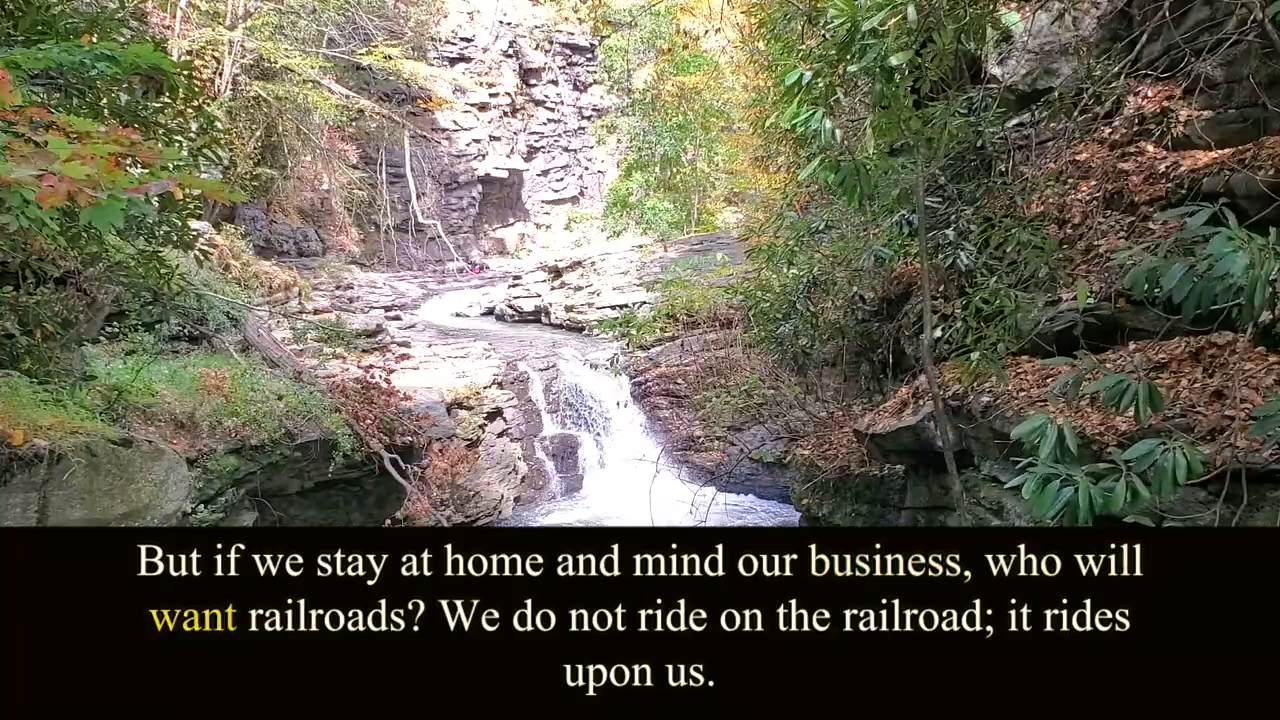 But if we stay at home and mind our business, who will
want railroads? We do not ride on the railroad; it rides
upon us.